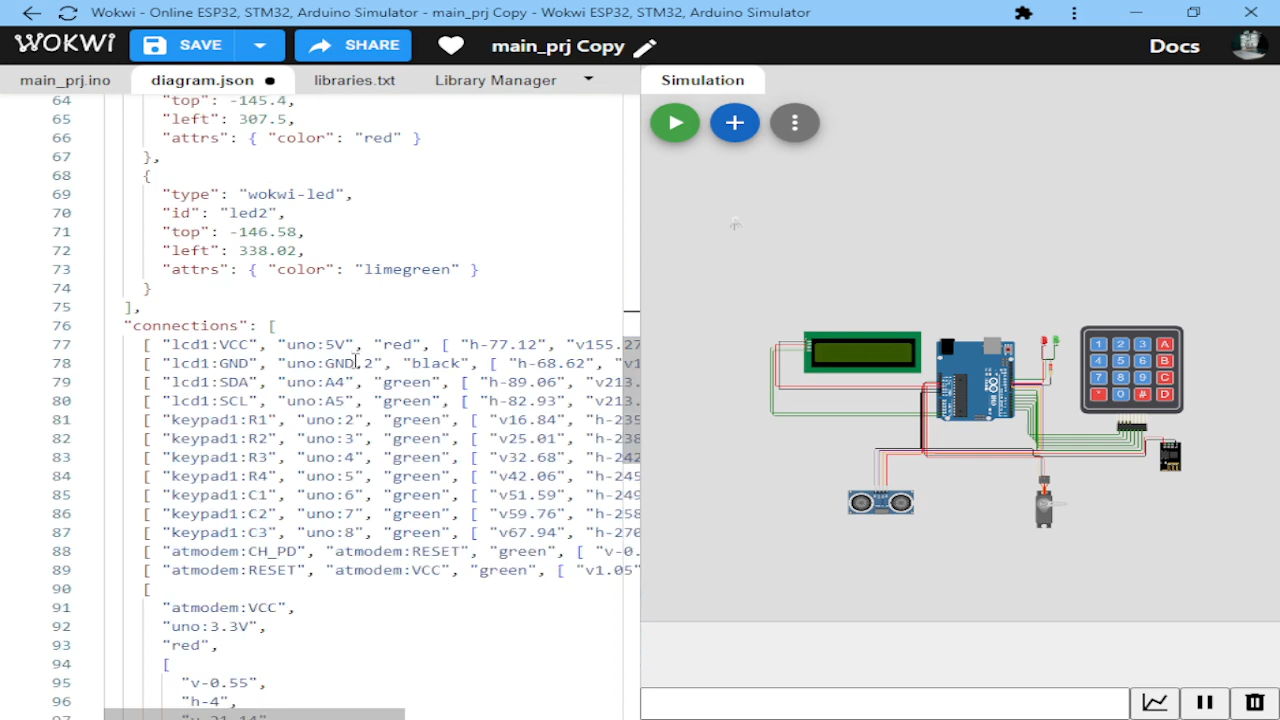 Wokwi - Online ESP32, STM32, Arduino Simulator - main_prj Copy - Wokwi ESP32, STM32, Arduino Simulator
WOKWI SAVE SHARE main_prj Copy Docs
main_prj.ino diagram.json libraries.txt Library Manager Simulation
64 "top": -145.4,
65 "left": 307.5,
66 "attrs": { "color": "red" }
67 },
68 {
69 "type": "wokwi-led",
70 "id": "led2",
71 "top": -146.58,
72 "left": 338.02,
73 "attrs": { "color": "limegreen" }
74 }
75 ],
76 "connections": [
77 [ "lcd1:VCC", "uno:5V", "red", [ "h-77.12", "v155.27
78 [ "lcd1:GND", "uno:GND.2", "black", [ "h-68.62", "v1
79 [ "lcd1:SDA", "uno:A4", "green", [ "h-89.06", "v213.
80 [ "lcd1:SCL", "uno:A5", "green", [ "h-82.93", "v213.
81 [ "keypad1:R1", "uno:2", "green", [ "v16.84", "h-235
82 [ "keypad1:R2", "uno:3", "green", [ "v25.01", "h-238
83 [ "keypad1:R3", "uno:4", "green", [ "v32.68", "h-242
84 [ "keypad1:R4", "uno:5", "green", [ "v42.06", "h-245
85 [ "keypad1:C1", "uno:6", "green", [ "v51.59", "h-249
86 [ "keypad1:C2", "uno:7", "green", [ "v59.76", "h-258
87 [ "keypad1:C3", "uno:8", "green", [ "v67.94", "h-270
88 [ "atmodem:CH_PD", "atmodem:RESET", "green", [ "v-0.
89 [ "atmodem:RESET", "atmodem:VCC", "green", [ "v1.05"
90 [
91 "atmodem:VCC",
92 "uno:3.3V",
93 "red",
94 [
95 "v-0.55",
96 "h-4",
97 "v-21.14"
1 2 3 A
4 5 6 B
7 8 9 C
* 0 # D